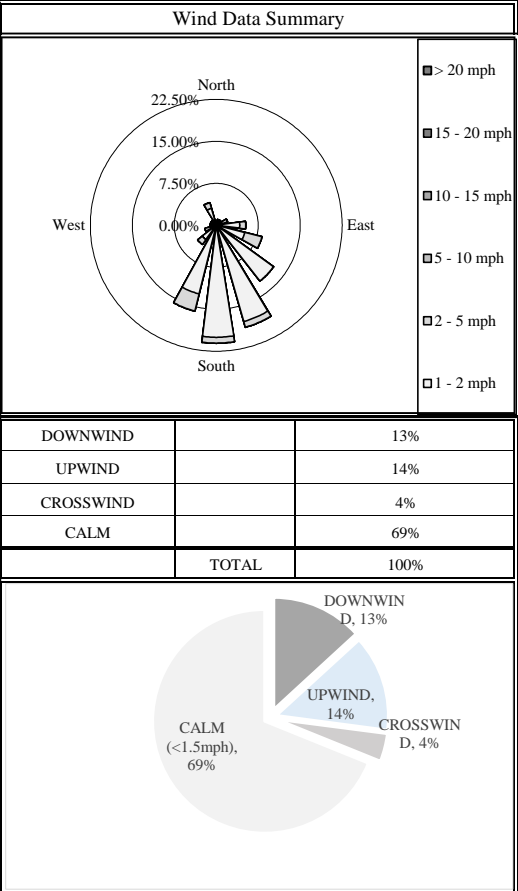 Wind Data Summary
North
22.50%
15.00%
7.50%
0.00%
West
East
South
> 20 mph
15 - 20 mph
10 - 15 mph
5 - 10 mph
2 - 5 mph
1 - 2 mph
DOWNWIND 13%
UPWIND 14%
CROSSWIND 4%
CALM 69%
TOTAL 100%
DOWNWIN
D, 13%
UPWIND,
14%
CROSSWIN
D, 4%
CALM
(<1.5mph),
69%